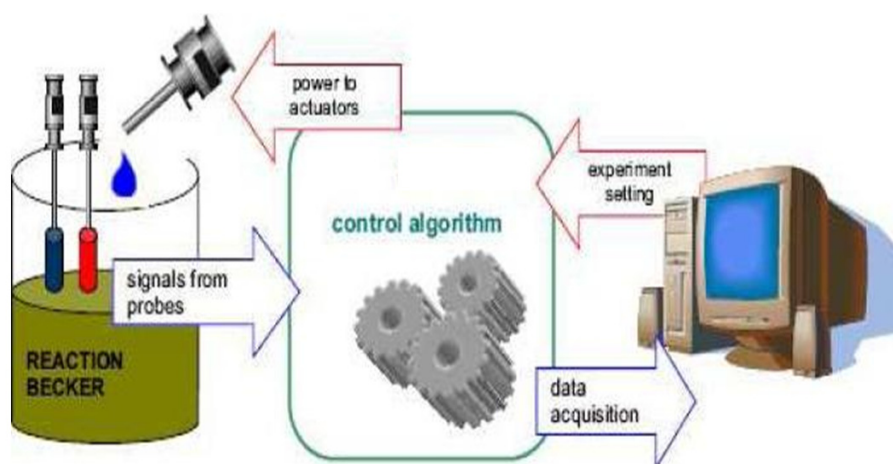 power to
actuators
experiment
setting
control algorithm
signals from
probes
REACTION
BECKER
data
acquisition